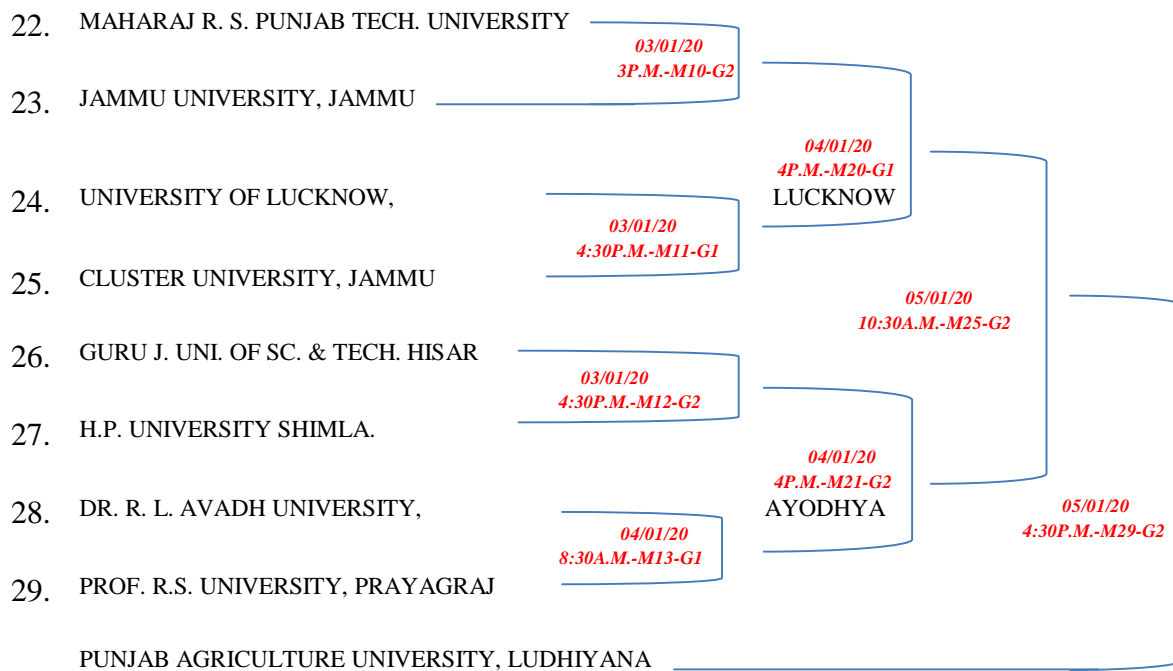 22. MAHARAJ R. S. PUNJAB TECH. UNIVERSITY
03/01/20
3P.M.-M10-G2
23. JAMMU UNIVERSITY, JAMMU
04/01/20
4P.M.-M20-G1
24. UNIVERSITY OF LUCKNOW, LUCKNOW
03/01/20
4:30P.M.-M11-G1
25. CLUSTER UNIVERSITY, JAMMU
05/01/20
10:30A.M.-M25-G2
26. GURU J. UNI. OF SC. & TECH. HISAR
03/01/20
4:30P.M.-M12-G2
27. H.P. UNIVERSITY SHIMLA.
04/01/20
4P.M.-M21-G2
28. DR. R. L. AVADH UNIVERSITY, AYODHYA
05/01/20
4:30P.M.-M29-G2
04/01/20
8:30A.M.-M13-G1
29. PROF. R.S. UNIVERSITY, PRAYAGRAJ
PUNJAB AGRICULTURE UNIVERSITY, LUDHIYANA